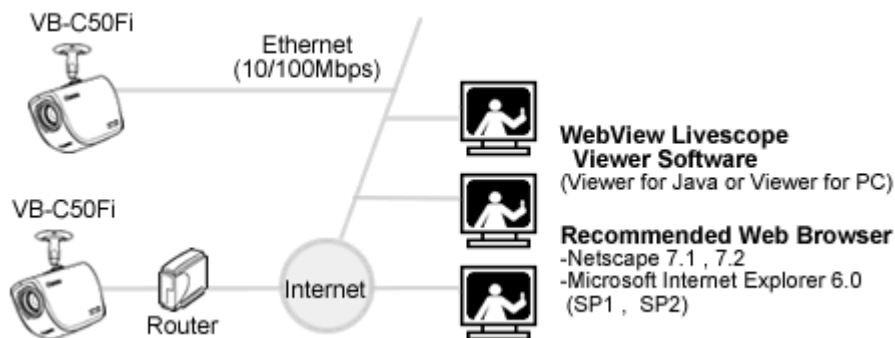 VB-C50Fi
Ethernet
(10/100Mbps)
WebView Livescope
Viewer Software
(Viewer for Java or Viewer for PC)
VB-C50Fi
Router
Internet
Recommended Web Browser
-Netscape 7.1 , 7.2
-Microsoft Internet Explorer 6.0
(SP1 , SP2)